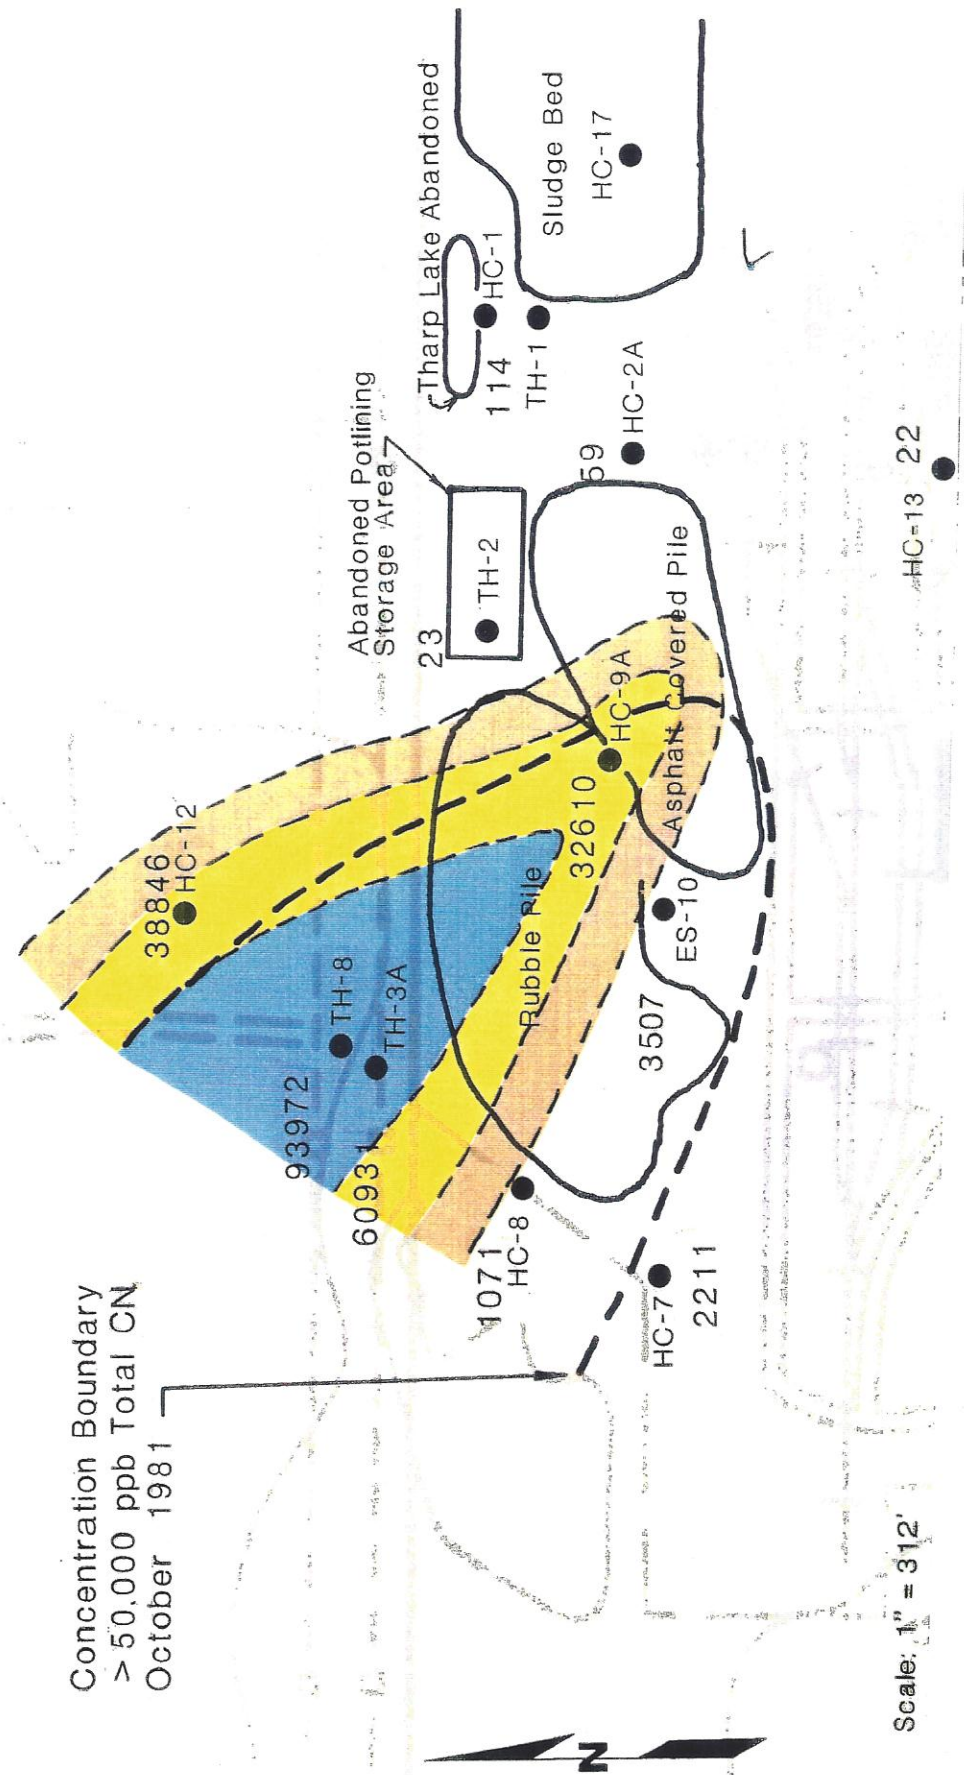 Concentration Boundary
> 50,000 ppb Total CN
October 1981
38846
HC-12
93972
TH-8
60931
TH-3A
1071
HC-8
HC-7
2211
Rubble Pile
32610
HC-9A
3507
ES-10
Asphalt Covered Pile
Abandoned Potlining
Storage Area
23
TH-2
Tharp Lake Abandoned
114
HC-1
TH-1
59
HC-2A
Sludge Bed
HC-17
HC-13
22
N
Scale: 1" = 312'